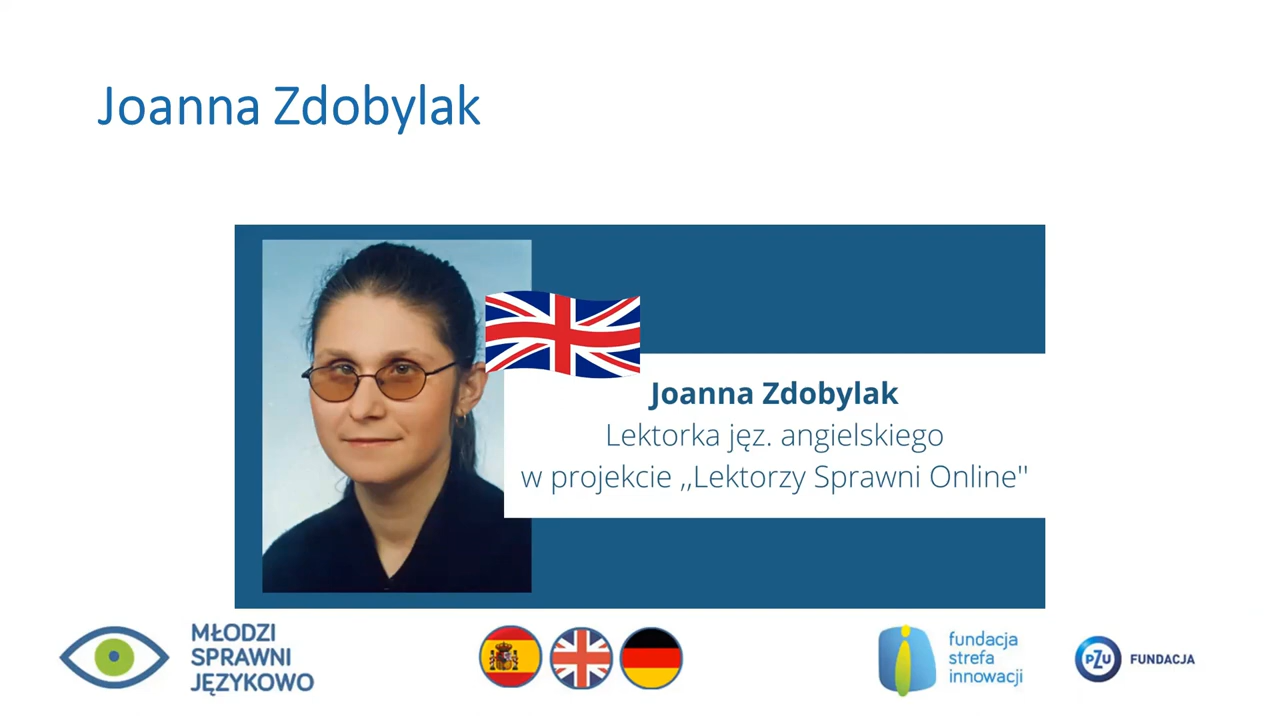 Joanna Zdobylak
Joanna Zdobylak
Lektorka jęz. angielskiego
w projekcie ,,Lektorzy Sprawni Online"
MŁODZI
SPRAWNI
JĘZYKOWO
fundacja
strefa
innowacji
PZU FUNDACJA